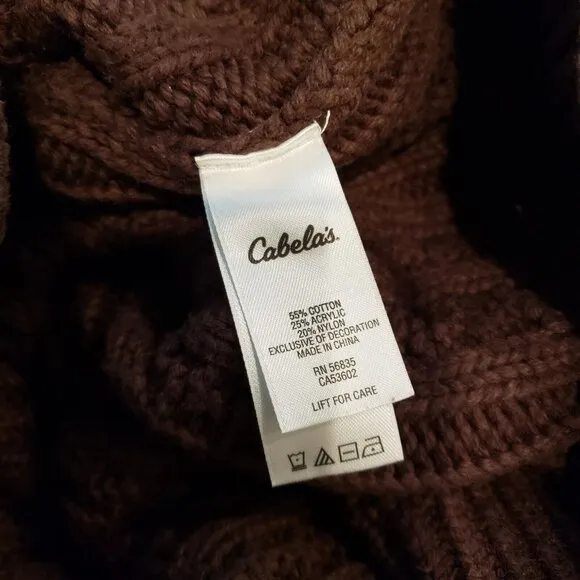 Cabela's.
55% COTTON
25% ACRYLIC
20% NYLON
EXCLUSIVE OF DECORATION
MADE IN CHINA
RN 56835
CA53602
LIFT FOR CARE